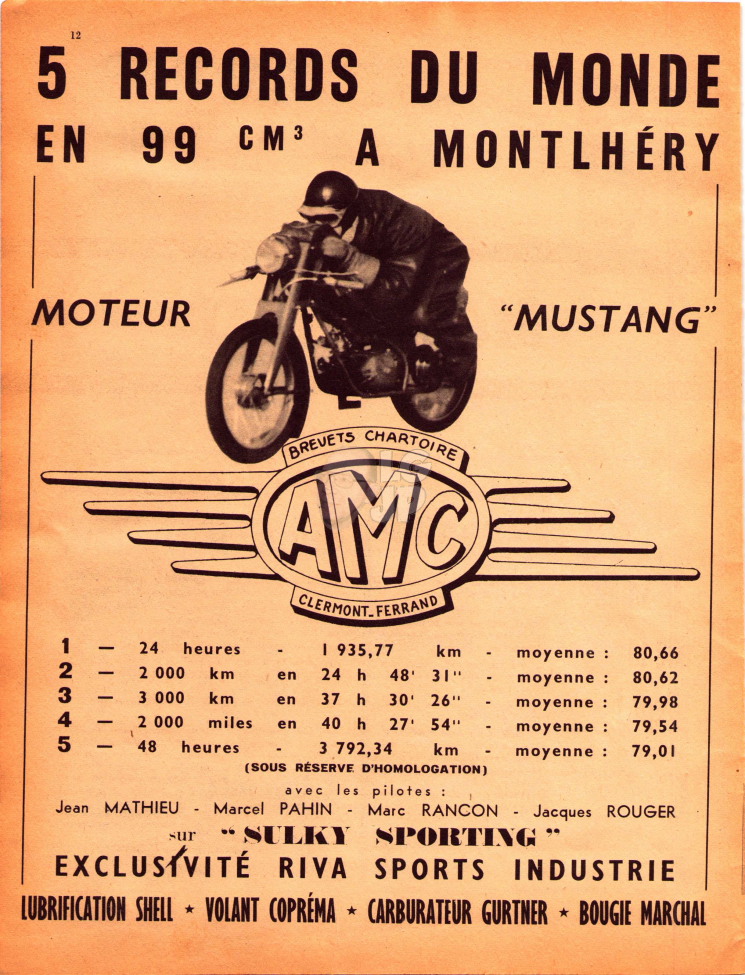 12
5 RECORDS DU MONDE
EN 99 CM³ A MONTLHÉRY
MOTEUR "MUSTANG"
BREVETS CHARTOIRE
AMC
CLERMONT-FERRAND
1 — 24 heures - 1 935,77 km - moyenne : 80,66
2 — 2 000 km en 24 h 48' 31'' - moyenne : 80,62
3 — 3 000 km en 37 h 30' 26'' - moyenne : 79,98
4 — 2 000 miles en 40 h 27' 54'' - moyenne : 79,54
5 — 48 heures - 3 792,34 km - moyenne : 79,01
(SOUS RÉSERVE D'HOMOLOGATION)
avec les pilotes :
Jean MATHIEU - Marcel PAHIN - Marc RANCON - Jacques ROUGER
sur "SULKY SPORTING"
EXCLUSIVITÉ RIVA SPORTS INDUSTRIE
LUBRIFICATION SHELL ★ VOLANT COPRÉMA ★ CARBURATEUR GURTNER ★ BOUGIE MARCHAL